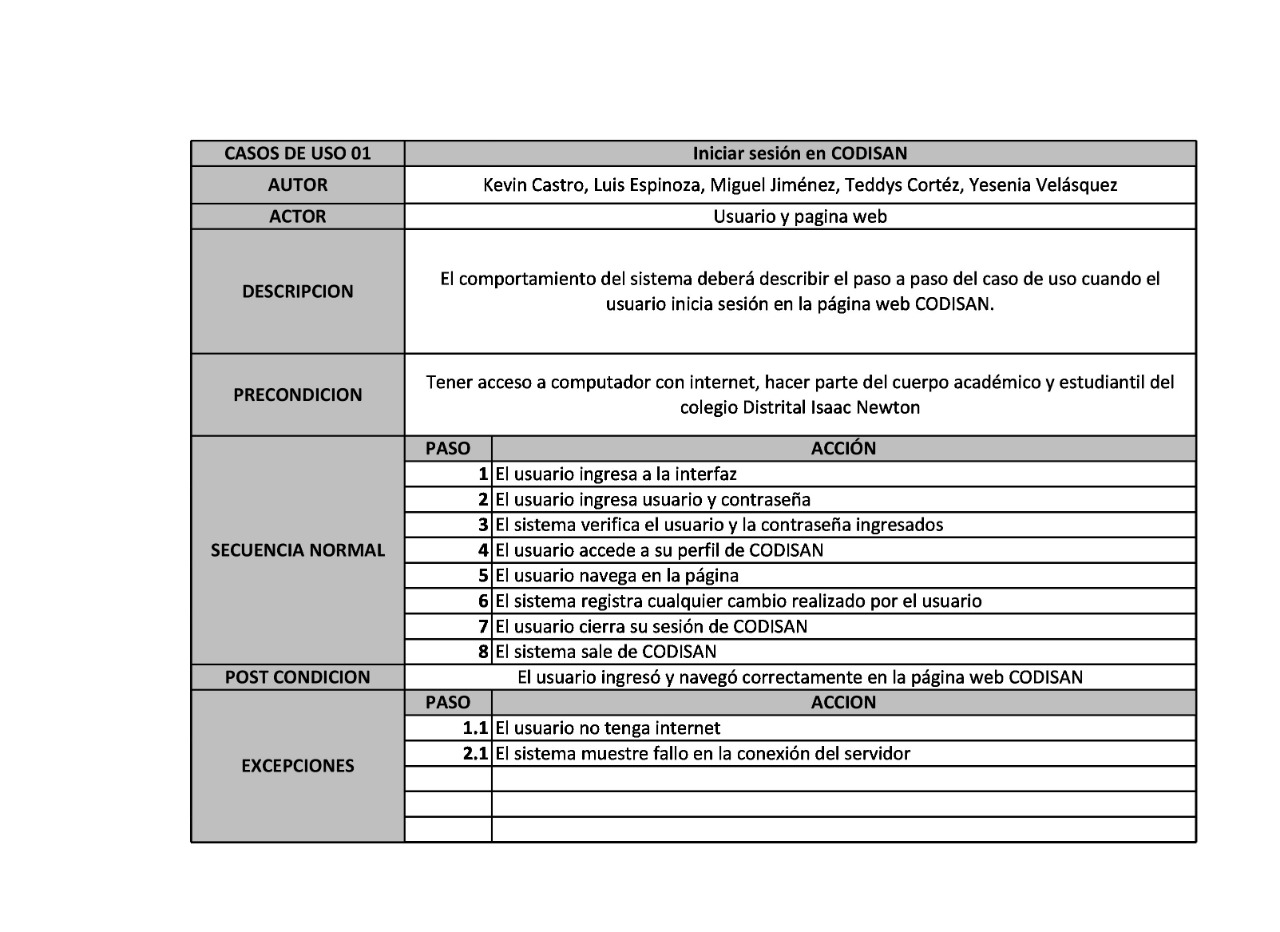 CASOS DE USO 01 Iniciar sesión en CODISAN
AUTOR Kevin Castro, Luis Espinoza, Miguel Jiménez, Teddys Cortéz, Yesenia Velásquez
ACTOR Usuario y pagina web
DESCRIPCION
El comportamiento del sistema deberá describir el paso a paso del caso de uso cuando el
usuario inicia sesión en la página web CODISAN.
PRECONDICION
Tener acceso a computador con internet, hacer parte del cuerpo académico y estudiantil del
colegio Distrital Isaac Newton
SECUENCIA NORMAL
PASO ACCIÓN
1 El usuario ingresa a la interfaz
2 El usuario ingresa usuario y contraseña
3 El sistema verifica el usuario y la contraseña ingresados
4 El usuario accede a su perfil de CODISAN
5 El usuario navega en la página
6 El sistema registra cualquier cambio realizado por el usuario
7 El usuario cierra su sesión de CODISAN
8 El sistema sale de CODISAN
POST CONDICION El usuario ingresó y navegó correctamente en la página web CODISAN
EXCEPCIONES
PASO ACCION
1.1 El usuario no tenga internet
2.1 El sistema muestre fallo en la conexión del servidor